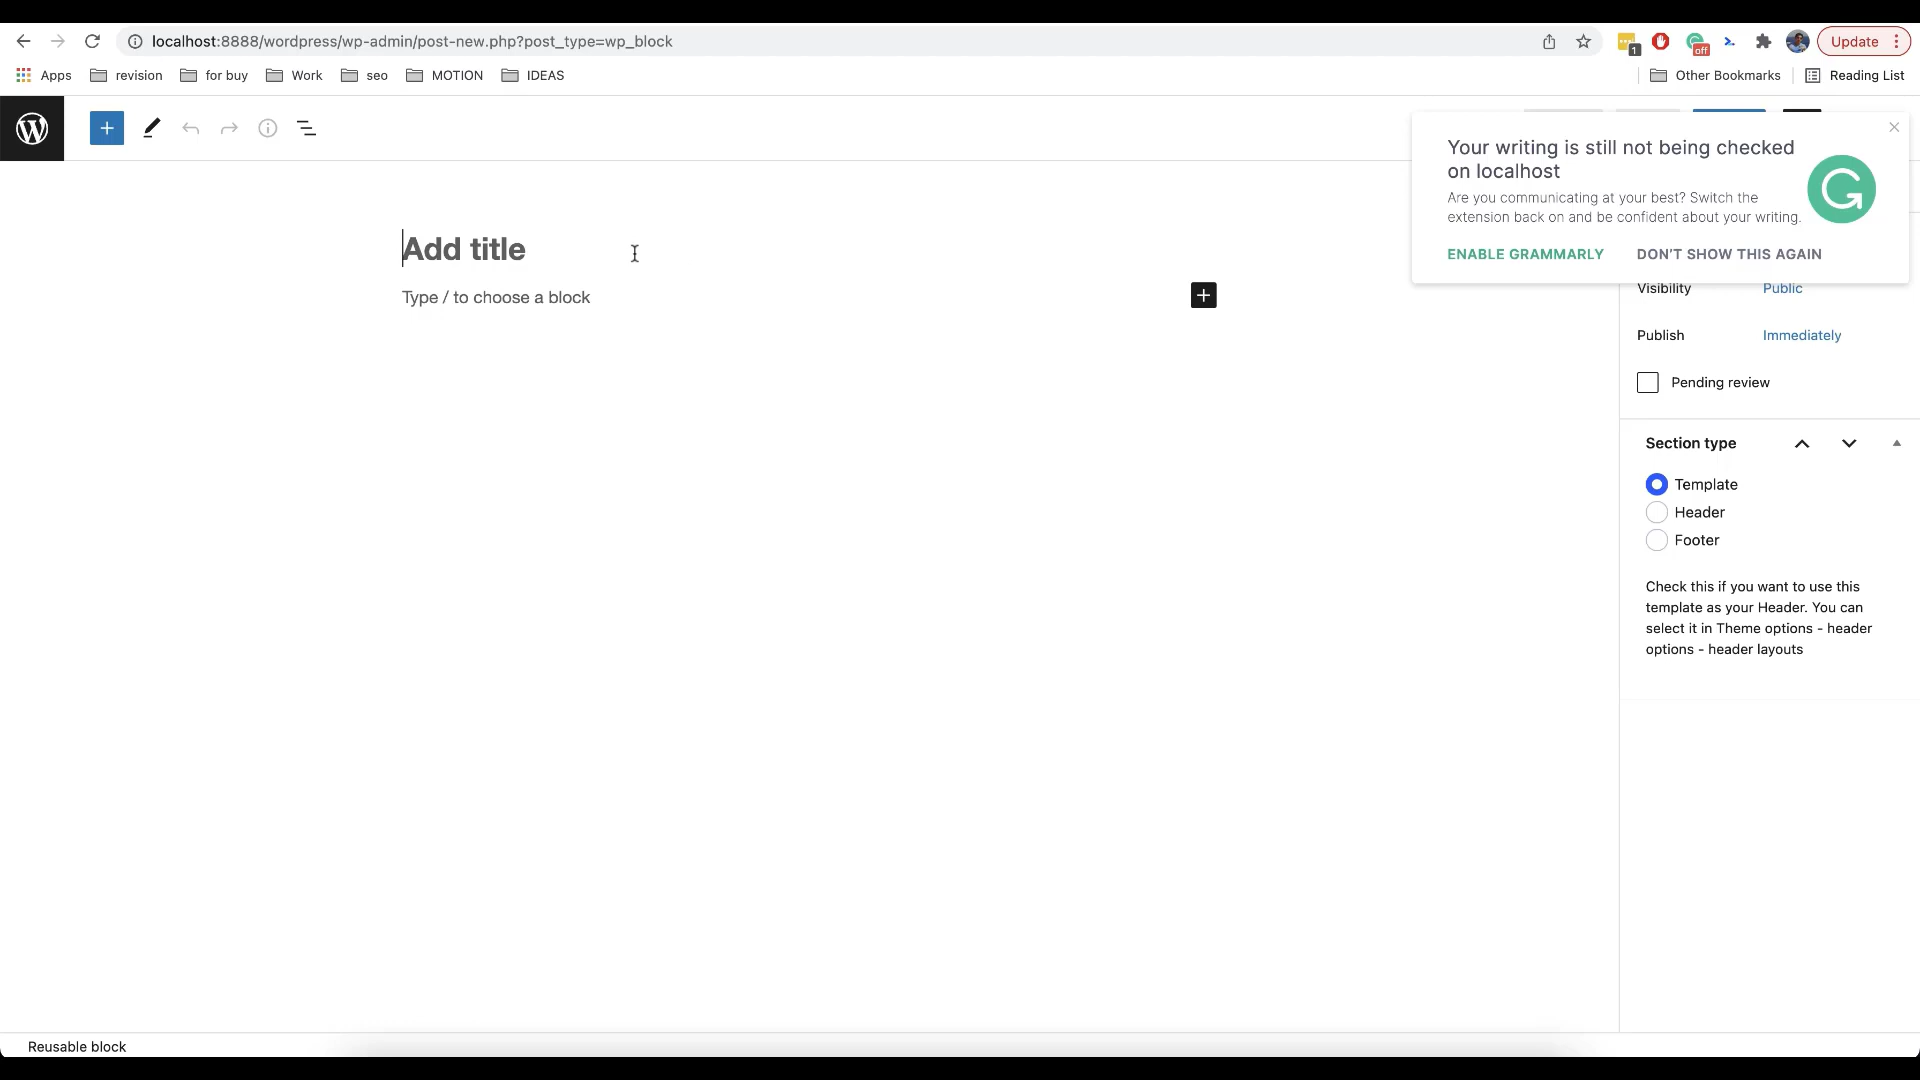 localhost:8888/wordpress/wp-admin/post-new.php?post_type=wp_block
1
off
Update
Apps
revision
for buy
Work
seo
MOTION
IDEAS
Other Bookmarks
Reading List
Your writing is still not being checked
on localhost
Are you communicating at your best? Switch the
extension back on and be confident about your writing.
ENABLE GRAMMARLY
DON'T SHOW THIS AGAIN
Add title
Type / to choose a block
Visibility
Public
Publish
Immediately
Pending review
Section type
Template
Header
Footer
Check this if you want to use this
template as your Header. You can
select it in Theme options - header
options - header layouts
Reusable block